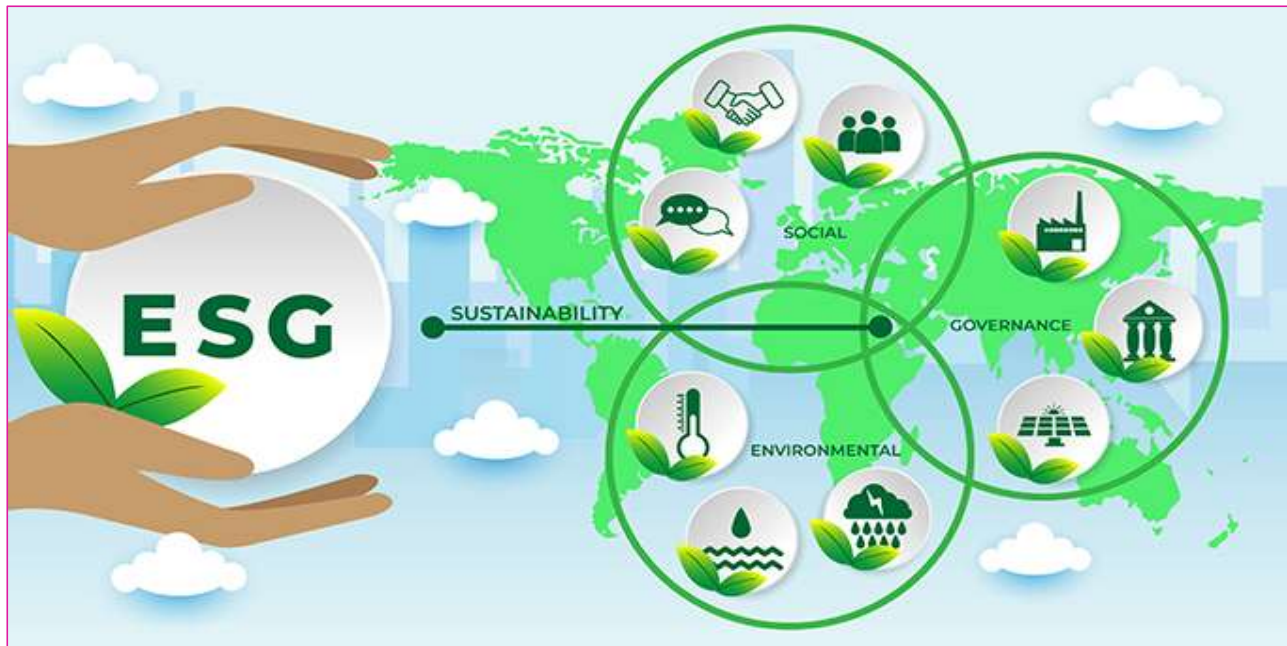 ESG
SUSTAINABILITY
SOCIAL
GOVERNANCE
ENVIRONMENTAL